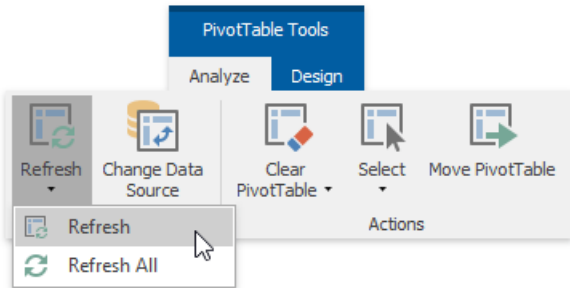 PivotTable Tools
Analyze Design
Refresh
Change Data
Source
Clear
PivotTable
Select
Move PivotTable
Actions
Refresh
Refresh All